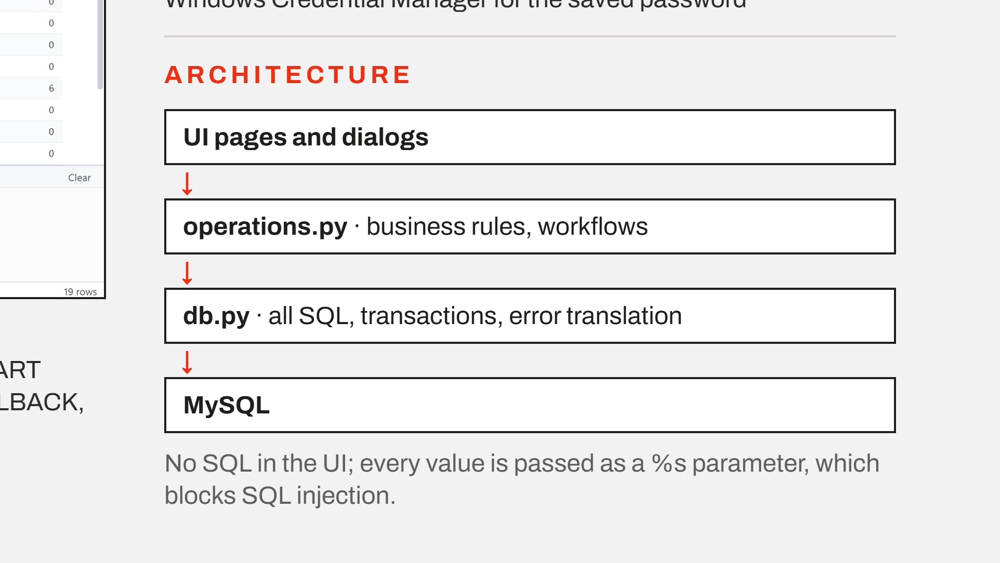 0
0
0
0
6
0
0
0
Clear
19 rows
ART
LBACK,
Windows Credential Manager for the saved password
ARCHITECTURE
UI pages and dialogs
↓
operations.py · business rules, workflows
↓
db.py · all SQL, transactions, error translation
↓
MySQL
No SQL in the UI; every value is passed as a %s parameter, which
blocks SQL injection.